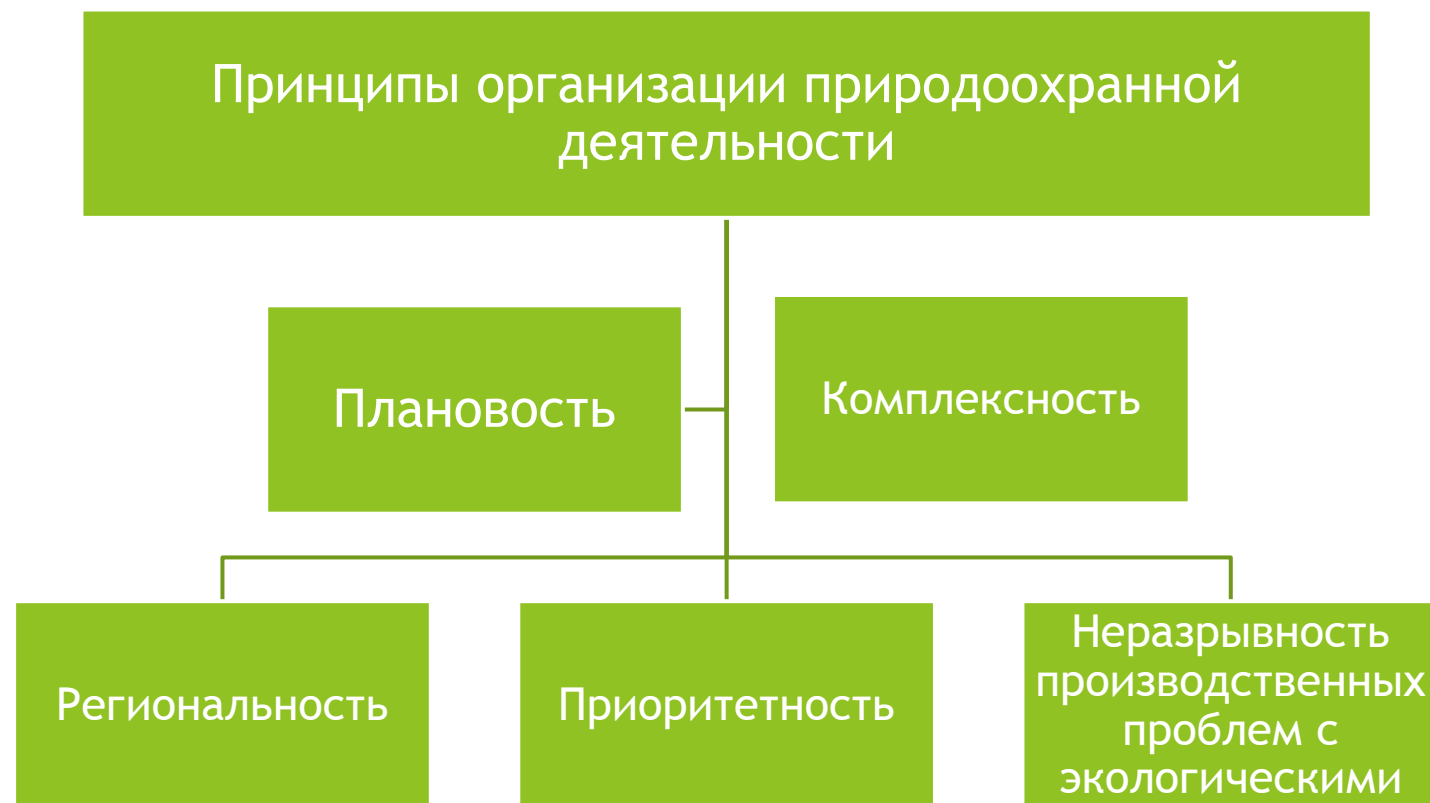 Принципы организации природоохранной
деятельности
Плановость
Комплексность
Региональность
Приоритетность
Неразрывность
производственных
проблем с
экологическими